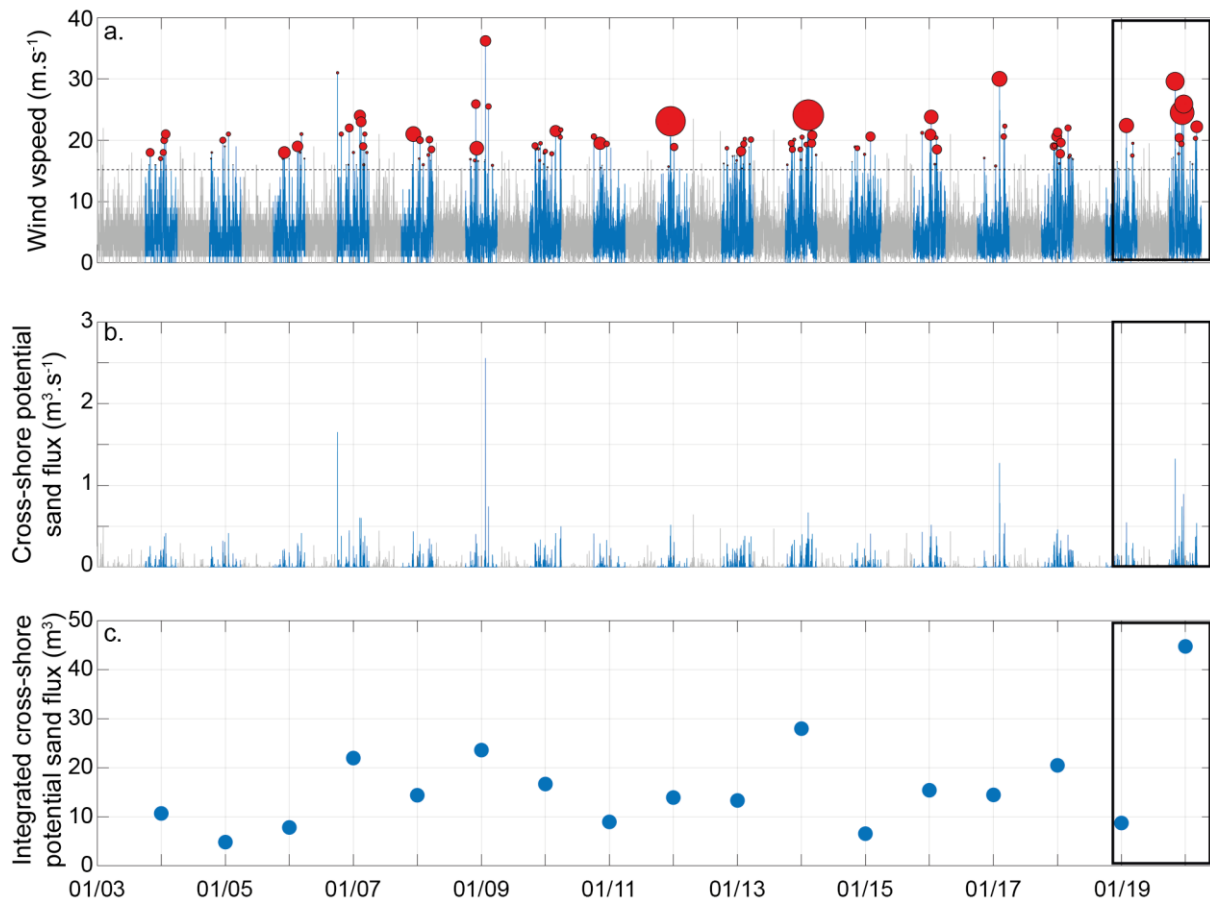 a.
40
30
20
10
0
Wind vspeed (m.s⁻¹)
b.
3
2
1
0
Cross-shore potential
sand flux (m³.s⁻¹)
c.
50
40
30
20
10
0
Integrated cross-shore
potential sand flux (m³)
01/03 01/05 01/07 01/09 01/11 01/13 01/15 01/17 01/19